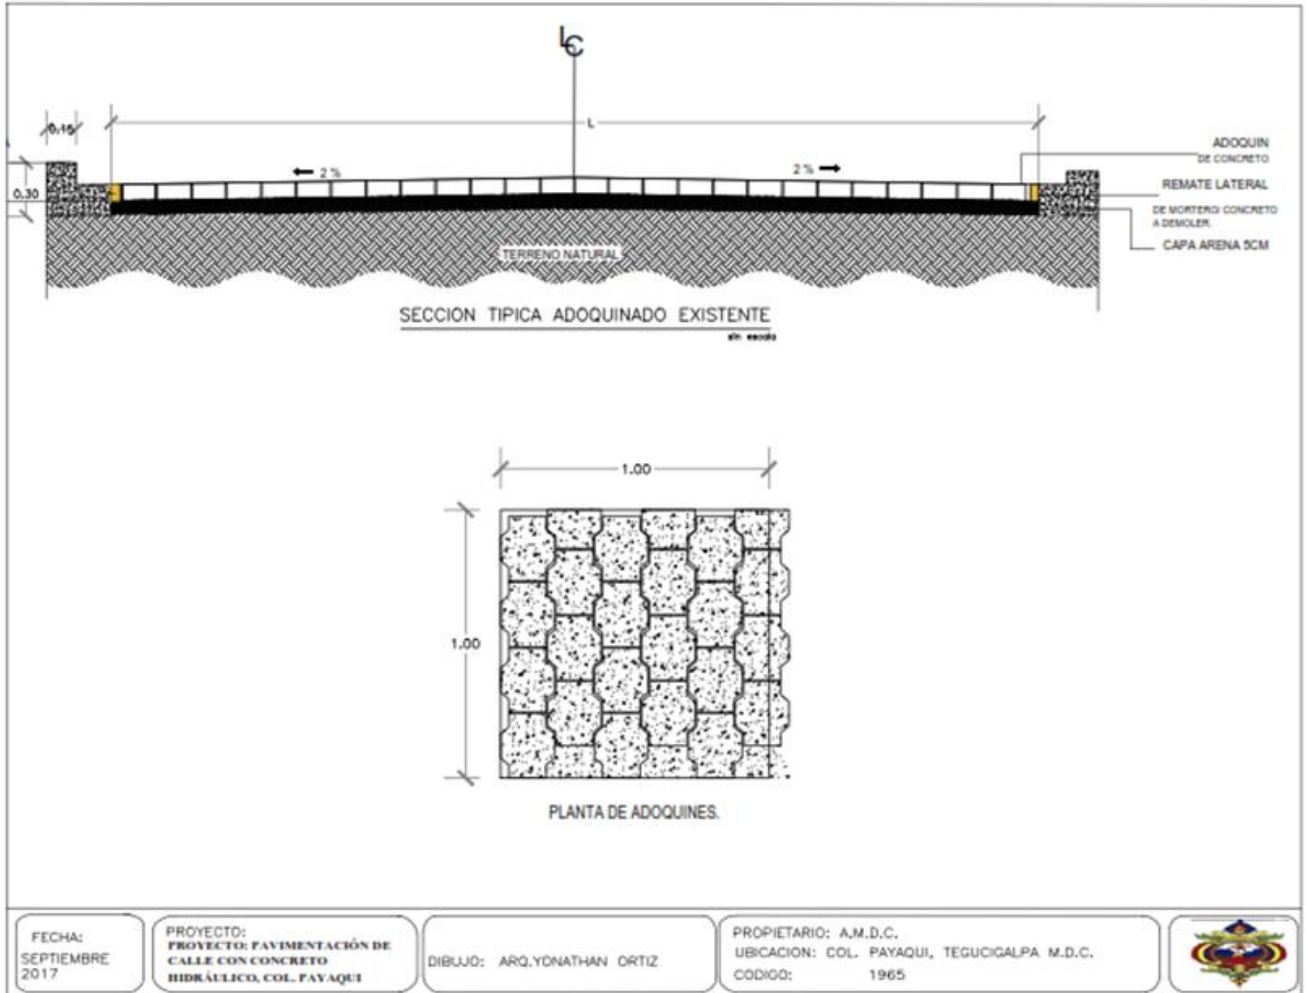 LC
0.15
L
ADOQUIN
DE CONCRETO
2 %
2 %
0.30
REMATE LATERAL
DE MORTERO/ CONCRETO
A DEMOLER.
CAPA ARENA 5CM
TERRENO NATURAL
SECCION TIPICA ADOQUINADO EXISTENTE
sin escala
1.00
1.00
PLANTA DE ADOQUINES.
FECHA:
SEPTIEMBRE
2017
PROYECTO:
PROYECTO: PAVIMENTACIÓN DE
CALLE CON CONCRETO
HIDRÁULICO, COL. PAYAQUI
DIBUJO: ARQ.YONATHAN ORTIZ
PROPIETARIO: A.M.D.C.
UBICACION: COL. PAYAQUI, TEGUCIGALPA M.D.C.
CODIGO: 1965